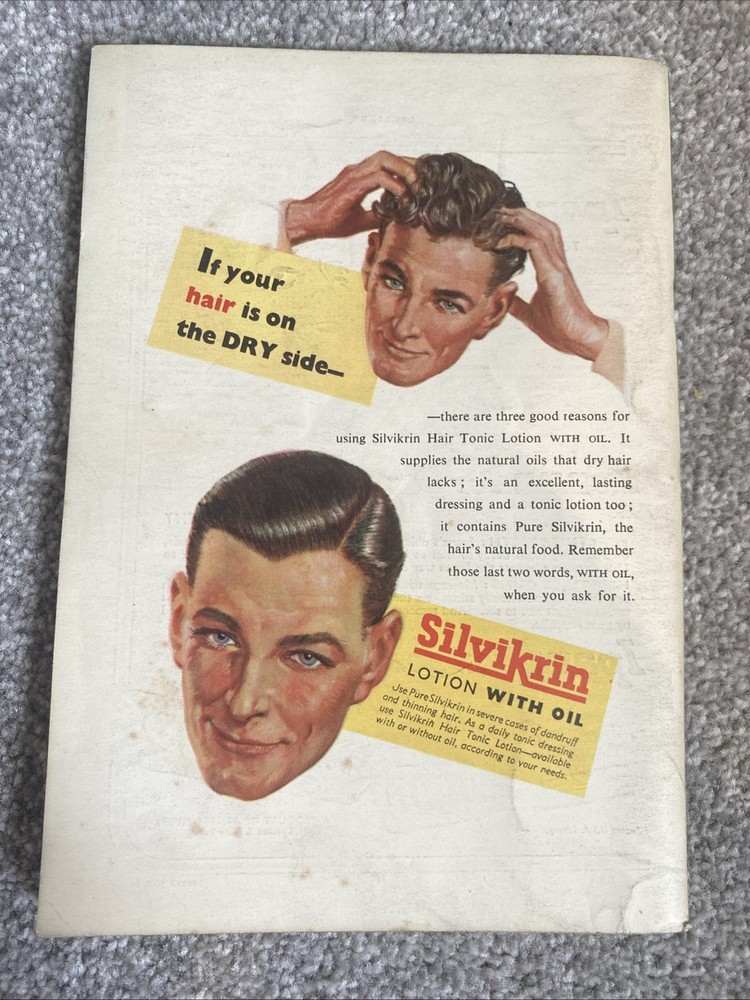 If your
hair is on
the DRY side—
—there are three good reasons for
using Silvikrin Hair Tonic Lotion WITH OIL. It
supplies the natural oils that dry hair
lacks ; it's an excellent, lasting
dressing and a tonic lotion too ;
it contains Pure Silvikrin, the
hair's natural food. Remember
those last two words, WITH OIL,
when you ask for it.
Silvikrin
LOTION WITH OIL
Use Pure Silvikrin in severe cases of dandruff
and thinning hair. As a daily tonic dressing
use Silvikrin Hair Tonic Lotion—available
with or without oil, according to your needs.